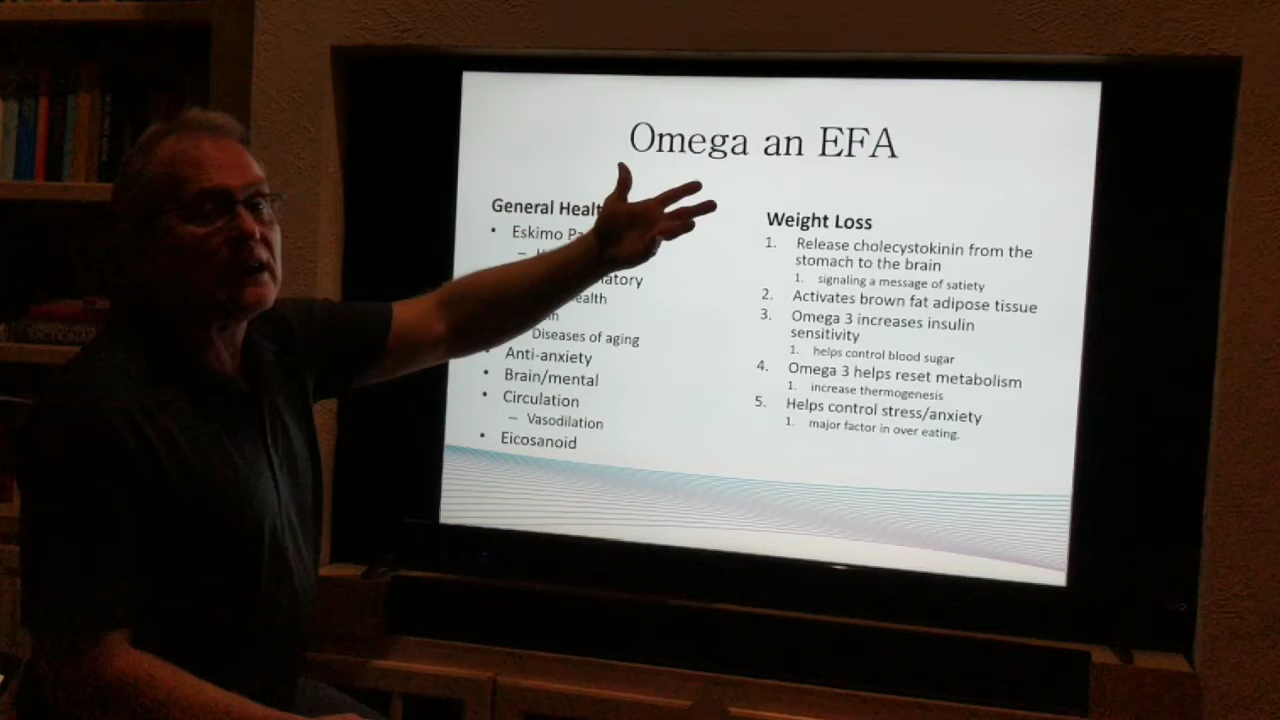 Omega an EFA
General Healt
• Eskimo Pa
–
atory
ealth
Diseases of aging
• Anti-anxiety
• Brain/mental
• Circulation
– Vasodilation
• Eicosanoid
Weight Loss
1. Release cholecystokinin from the
stomach to the brain
1. signaling a message of satiety
2. Activates brown fat adipose tissue
3. Omega 3 increases insulin
sensitivity
1. helps control blood sugar
4. Omega 3 helps reset metabolism
1. increase thermogenesis
5. Helps control stress/anxiety
1. major factor in over eating.